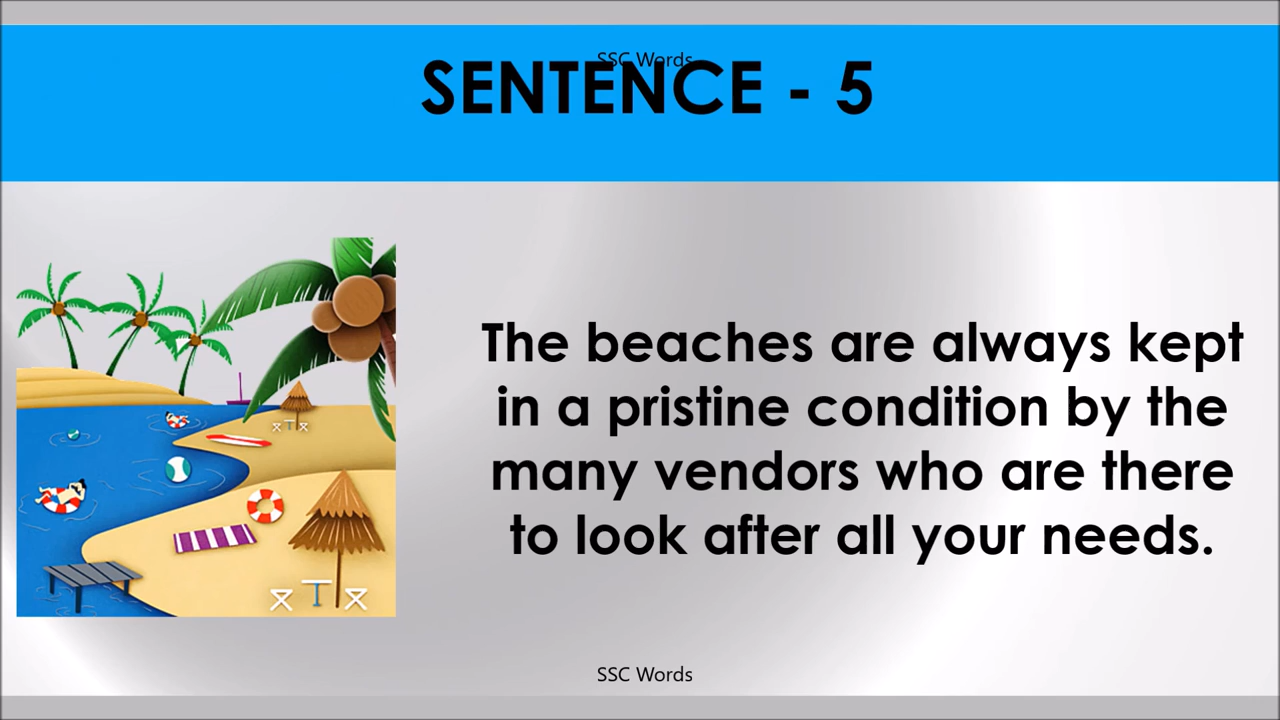 SSC Words
SENTENCE - 5
The beaches are always kept
in a pristine condition by the
many vendors who are there
to look after all your needs.
SSC Words